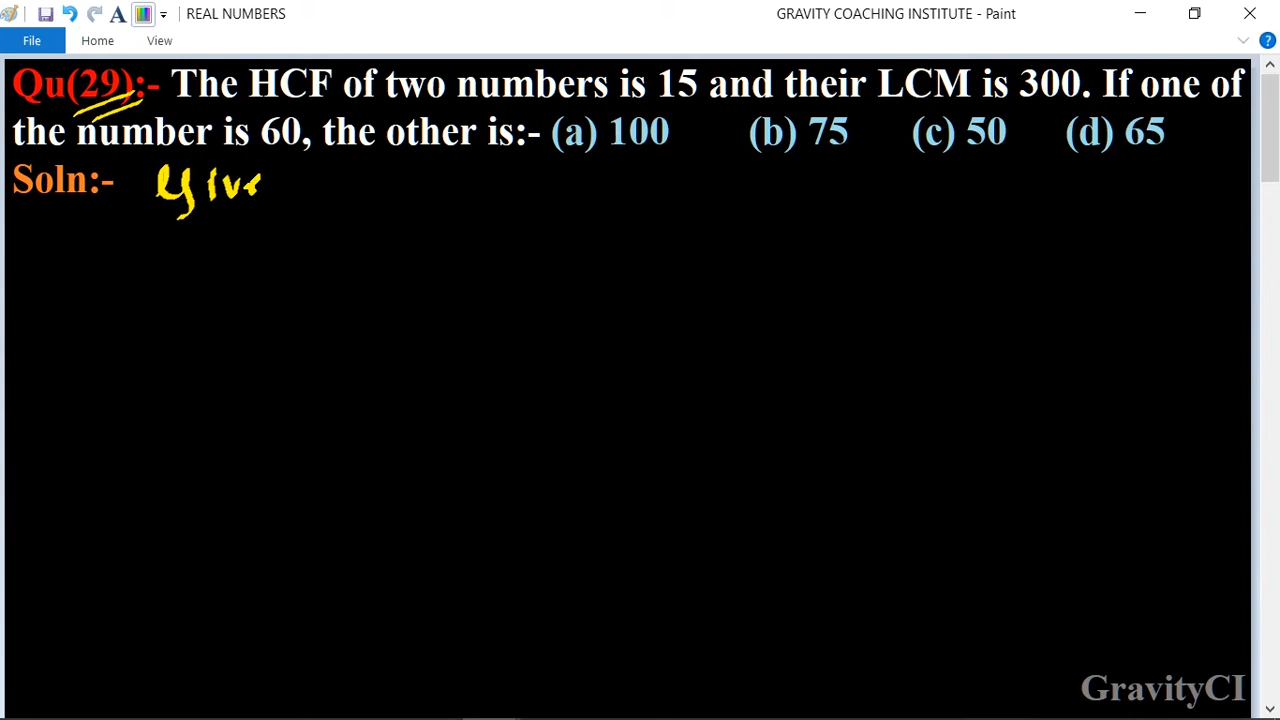 REAL NUMBERS
GRAVITY COACHING INSTITUTE - Paint
File Home View
Qu(29):- The HCF of two numbers is 15 and their LCM is 300. If one of
the number is 60, the other is:- (a) 100 (b) 75 (c) 50 (d) 65
Soln:-
GravityCI